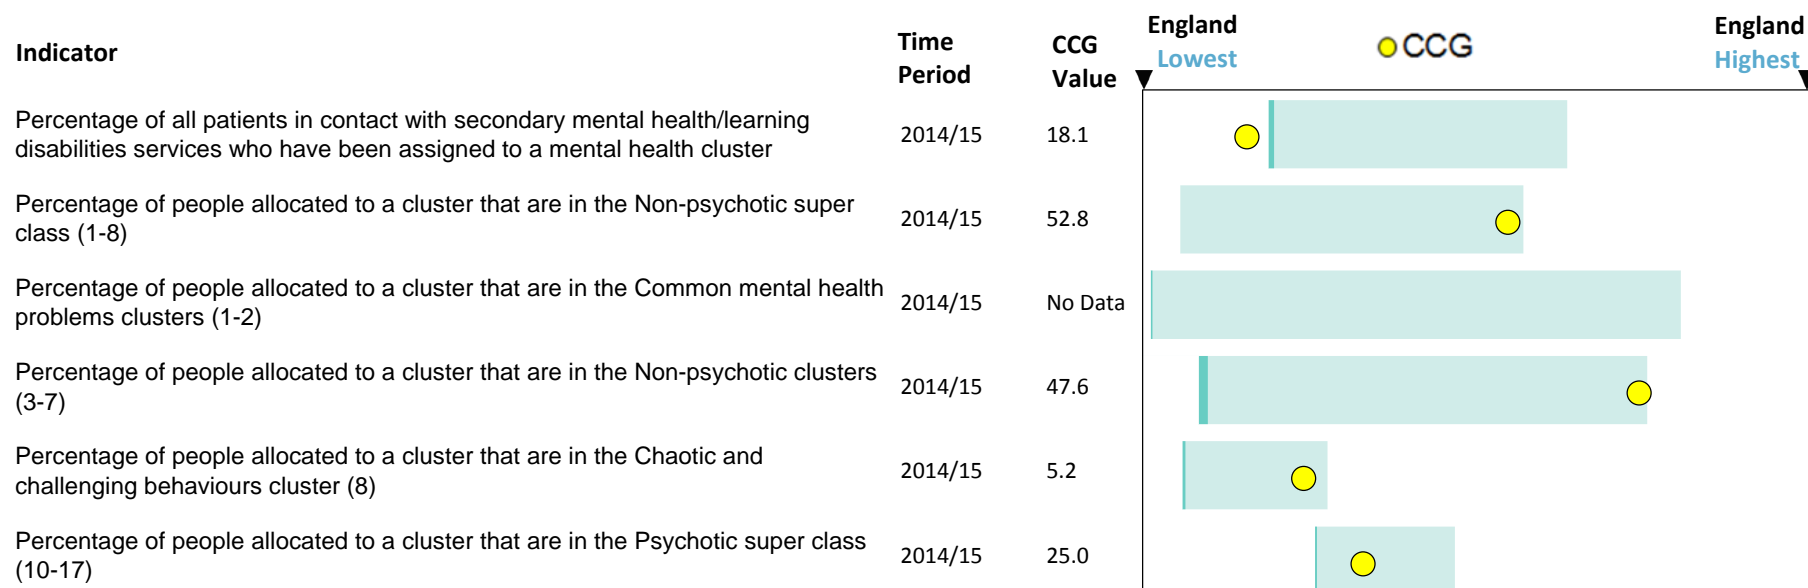 Indicator
Time
Period
CCG
Value
England
Lowest
CCG
England
Highest
Percentage of all patients in contact with secondary mental health/learning
disabilities services who have been assigned to a mental health cluster
2014/15
18.1
Percentage of people allocated to a cluster that are in the Non-psychotic super
class (1-8)
2014/15
52.8
Percentage of people allocated to a cluster that are in the Common mental health
problems clusters (1-2)
2014/15
No Data
Percentage of people allocated to a cluster that are in the Non-psychotic clusters
(3-7)
2014/15
47.6
Percentage of people allocated to a cluster that are in the Chaotic and
challenging behaviours cluster (8)
2014/15
5.2
Percentage of people allocated to a cluster that are in the Psychotic super class
(10-17)
2014/15
25.0